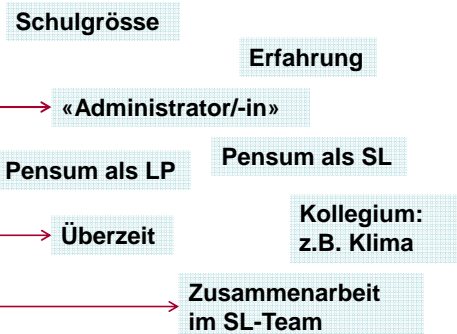 Schulgrösse
Erfahrung
«Administrator/-in»
Pensum als SL
Pensum als LP
Kollegium:
z.B. Klima
Überzeit
Zusammenarbeit
im SL-Team